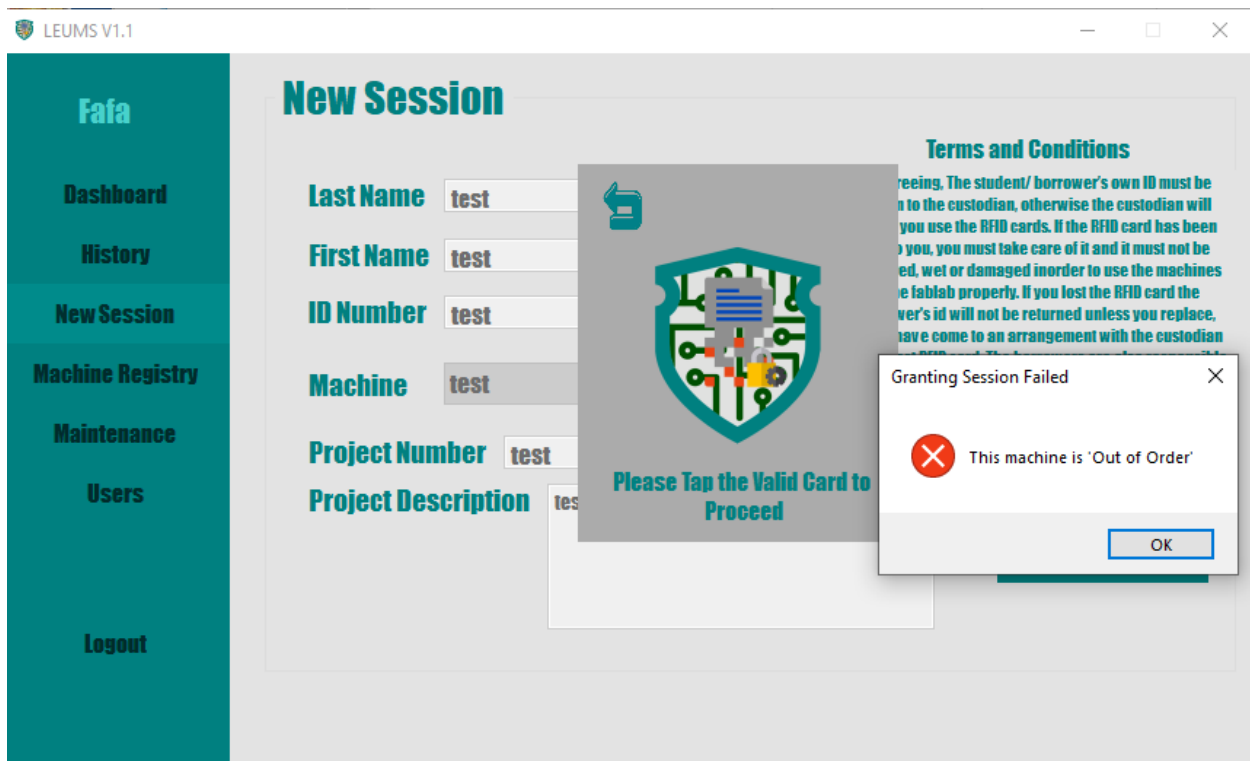 LEUMS V1.1
Fafa
Dashboard
History
New Session
Machine Registry
Maintenance
Users
Logout
New Session
Last Name test
First Name test
ID Number test
Machine test
Project Number test
Project Description tes
Please Tap the Valid Card to
Proceed
Terms and Conditions
reeing, The student/ borrower's own ID must be
n to the custodian, otherwise the custodian will
you use the RFID cards. If the RFID card has been
o you, you must take care of it and it must not be
ed, wet or damaged inorder to use the machines
e fablab properly. If you lost the RFID card the
wer's id will not be returned unless you replace,
have come to an arrangement with the custodian
Granting Session Failed
This machine is 'Out of Order'
OK